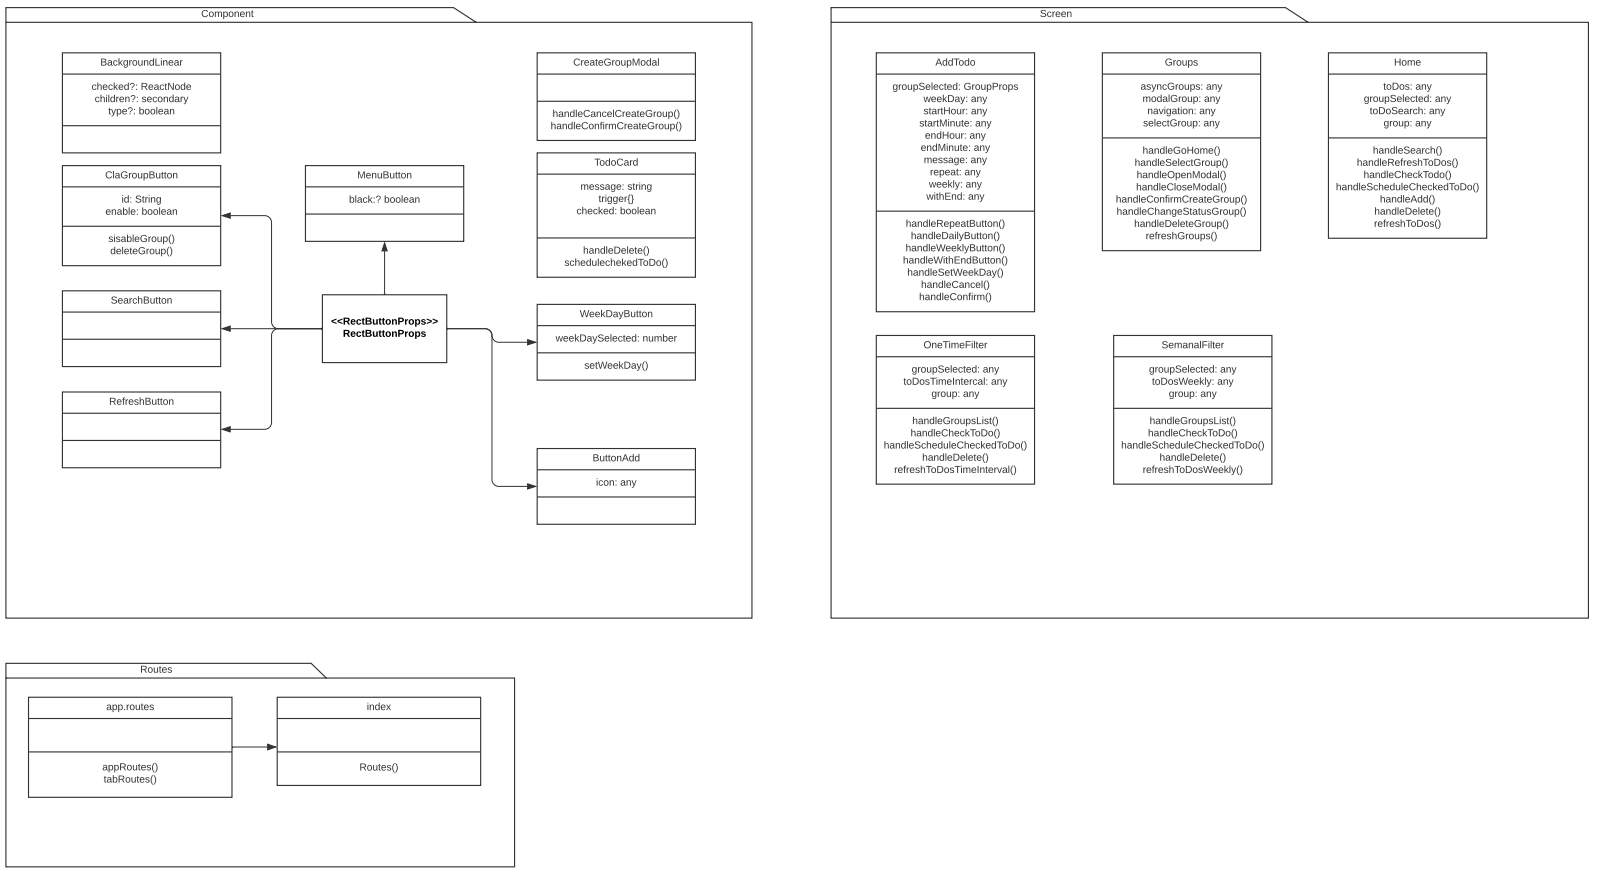 Component
BackgroundLinear
checked?: ReactNode
children?: secondary
type?: boolean
ClaGroupButton
id: String
enable: boolean
sisableGroup()
deleteGroup()
SearchButton
RefreshButton
MenuButton
black:? boolean
<<RectButtonProps>>
RectButtonProps
CreateGroupModal
handleCancelCreateGroup()
handleConfirmCreateGroup()
TodoCard
message: string
trigger{}
checked: boolean
handleDelete()
schedulechekedToDo()
WeekDayButton
weekDaySelected: number
setWeekDay()
ButtonAdd
icon: any
Screen
AddTodo
groupSelected: GroupProps
weekDay: any
startHour: any
startMinute: any
endHour: any
endMinute: any
message: any
repeat: any
weekly: any
withEnd: any
handleRepeatButton()
handleDailyButton()
handleWeeklyButton()
handleWithEndButton()
handleSetWeekDay()
handleCancel()
handleConfirm()
Groups
asyncGroups: any
modalGroup: any
navigation: any
selectGroup: any
handleGoHome()
handleSelectGroup()
handleOpenModal()
handleCloseModal()
handleConfirmCreateGroup()
handleChangeStatusGroup()
handleDeleteGroup()
refreshGroups()
Home
toDos: any
groupSelected: any
toDoSearch: any
group: any
handleSearch()
handleRefreshToDos()
handleCheckTodo()
handleScheduleCheckedToDo()
handleAdd()
handleDelete()
refreshToDos()
OneTimeFilter
groupSelected: any
toDosTimeIntercal: any
group: any
handleGroupsList()
handleCheckToDo()
handleScheduleCheckedToDo()
handleDelete()
refreshToDosTimeInterval()
SemanalFilter
groupSelected: any
toDosWeekly: any
group: any
handleGroupsList()
handleCheckToDo()
handleScheduleCheckedToDo()
handleDelete()
refreshToDosWeekly()
Routes
app.routes
appRoutes()
tabRoutes()
index
Routes()